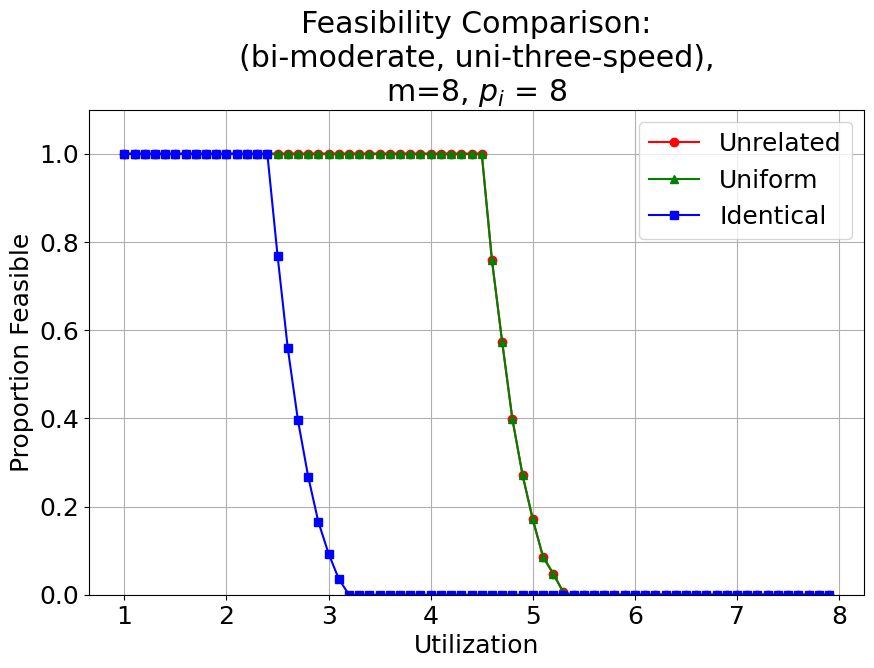 Feasibility Comparison:
(bi-moderate, uni-three-speed),
m=8, $p_i$ = 8
Unrelated
Uniform
Identical
Proportion Feasible
1.0
0.8
0.6
0.4
0.2
0.0
1 2 3 4 5 6 7 8
Utilization